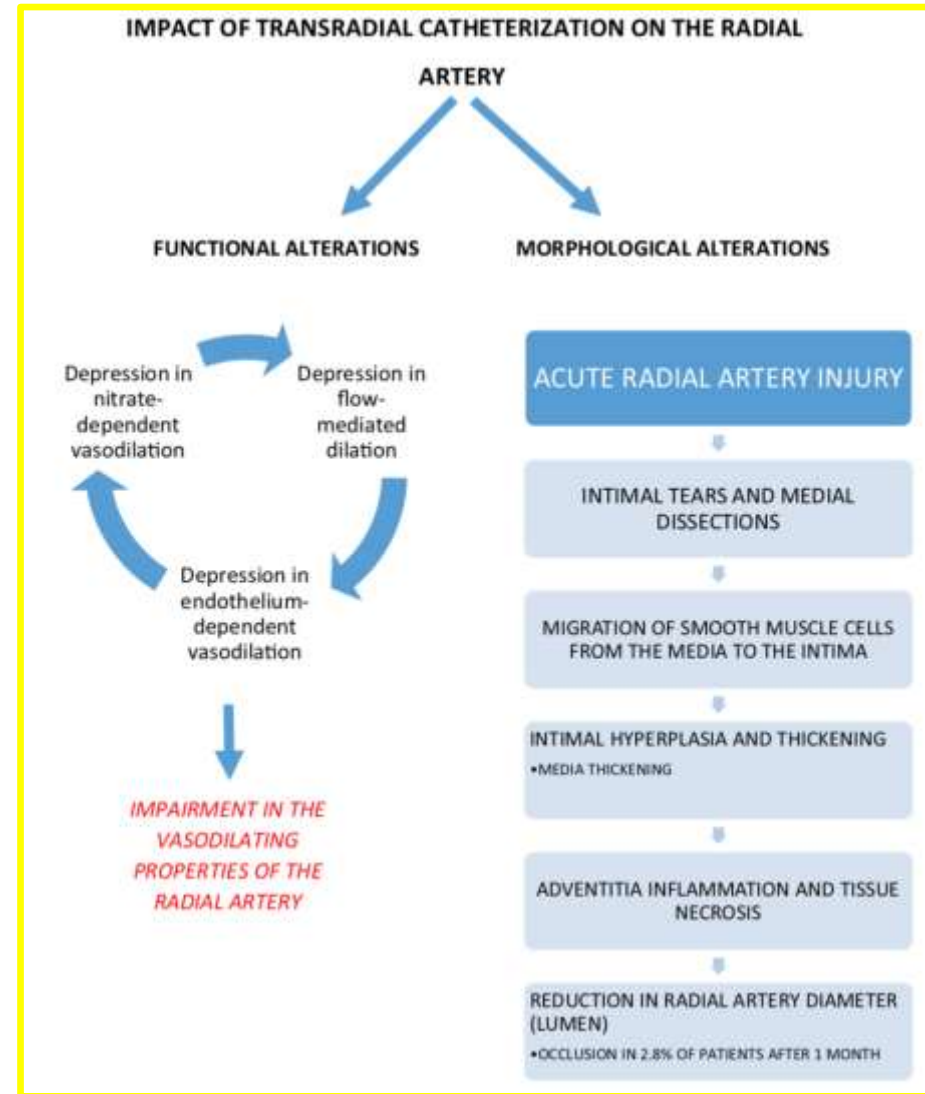 IMPACT OF TRANSRADIAL CATHETERIZATION ON THE RADIAL
ARTERY
FUNCTIONAL ALTERATIONS
Depression in
nitrate-
dependent
vasodilation
Depression in
flow-
mediated
dilation
Depression in
endothelium-
dependent
vasodilation
IMPAIRMENT IN THE
VASODILATING
PROPERTIES OF THE
RADIAL ARTERY
MORPHOLOGICAL ALTERATIONS
ACUTE RADIAL ARTERY INJURY
INTIMAL TEARS AND MEDIAL
DISSECTIONS
MIGRATION OF SMOOTH MUSCLE CELLS
FROM THE MEDIA TO THE INTIMA
INTIMAL HYPERPLASIA AND THICKENING
•MEDIA THICKENING
ADVENTITIA INFLAMMATION AND TISSUE
NECROSIS
REDUCTION IN RADIAL ARTERY DIAMETER
(LUMEN)
•OCCLUSION IN 2.8% OF PATIENTS AFTER 1 MONTH